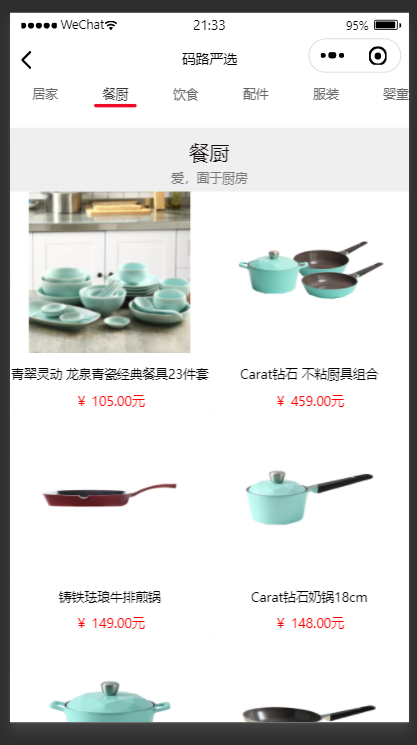 WeChat 21:33 95%
码路严选
居家 餐厨 饮食 配件 服装 婴童
餐厨
爱，囿于厨房
青翠灵动 龙泉青瓷经典餐具23件套 Carat钻石 不粘厨具组合
￥ 105.00元 ￥ 459.00元
铸铁珐琅牛排煎锅 Carat钻石奶锅18cm
￥ 149.00元 ￥ 148.00元